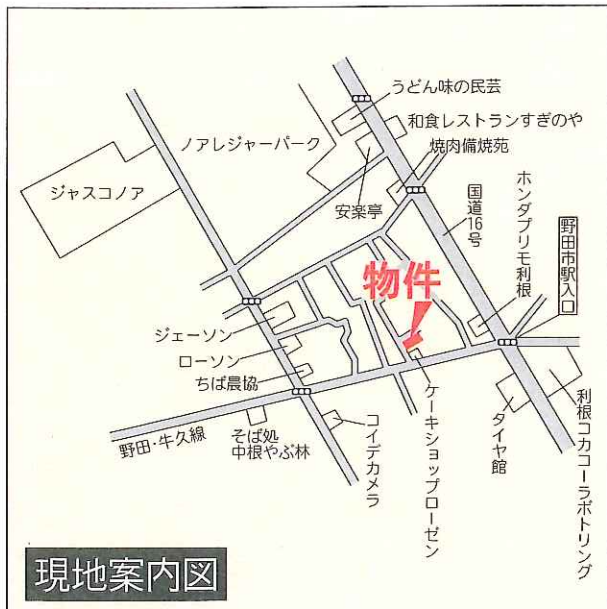 うどん味の民芸
和食レストランすぎのや
ノアレジャーパーク
焼肉備焼苑
ジャスコノア
安楽亭
国道16号
ホンダプリモ利根
野田市駅入口
物件
ジェーソン
ローソン
ちば農協
野田・牛久線
そば処
中根やぶ林
コイデカメラ
ケーキショップローゼン
タイヤ館
利根コカコーラボトリング
現地案内図